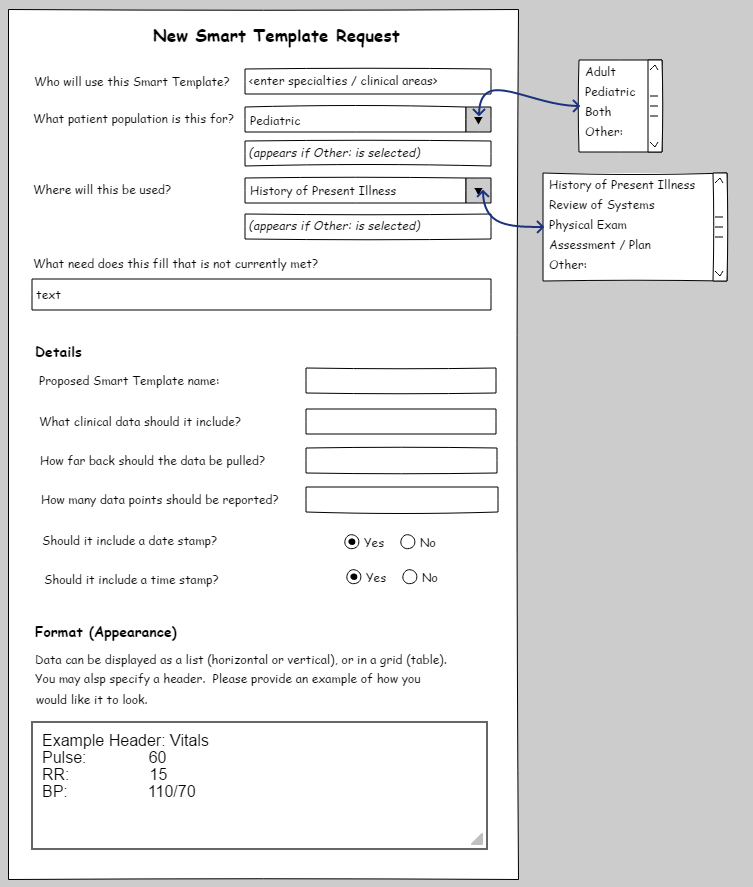 New Smart Template Request
Who will use this Smart Template?
<enter specialties / clinical areas>
What patient population is this for?
Pediatric
(appears if Other: is selected)
Where will this be used?
History of Present Illness
(appears if Other: is selected)
What need does this fill that is not currently met?
text
Adult
Pediatric
Both
Other:
History of Present Illness
Review of Systems
Physical Exam
Assessment / Plan
Other:
Details
Proposed Smart Template name:
What clinical data should it include?
How far back should the data be pulled?
How many data points should be reported?
Should it include a date stamp?
Yes No
Should it include a time stamp?
Yes No
Format (Appearance)
Data can be displayed as a list (horizontal or vertical), or in a grid (table).
You may alsp specify a header.  Please provide an example of how you
would like it to look.
Example Header: Vitals
Pulse: 60
RR: 15
BP: 110/70